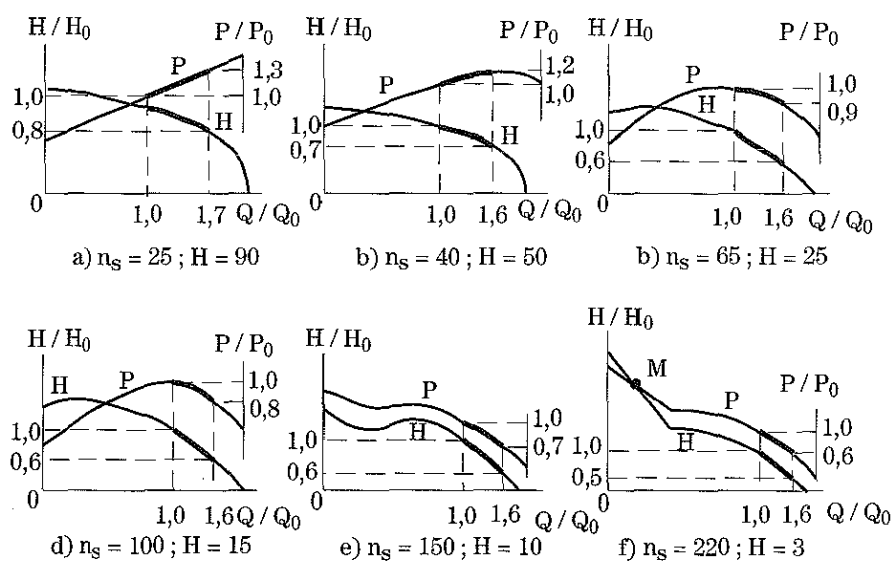 H / H₀ P / P₀
P
1,3
1,0 1,0
0,8 H
0 1,0 1,7 Q / Q₀
a) nₛ = 25 ; H = 90
H / H₀ P / P₀
P 1,2
1,0
1,0 H
0,7
0 1,0 1,6 Q / Q₀
b) nₛ = 40 ; H = 50
H / H₀ P / P₀
P 1,0
H 0,9
1,0
0,6
0 1,0 1,6 Q / Q₀
b) nₛ = 65 ; H = 25
H / H₀ P / P₀
H P 1,0
0,8
1,0
0,6
0 1,0 1,6 Q / Q₀
d) nₛ = 100 ; H = 15
H / H₀ P / P₀
P
1,0
1,0 H 0,7
0,6
0 1,0 1,6 Q / Q₀
e) nₛ = 150 ; H = 10
H / H₀
M P / P₀
P
1,0
1,0 H 0,6
0,5
0 1,0 1,6 Q / Q₀
f) nₛ = 220 ; H = 3